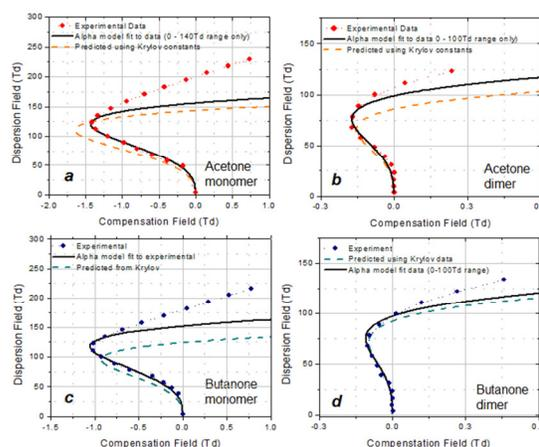 Experimental Data
Alpha model fit to data (0 - 140Td range only)
Predicted using Krylov constants
300
250
200
150
100
50
0
Dispersion Field (Td)
a
Acetone
monomer
-2.0 -1.5 -1.0 -0.5 0.0 0.5 1.0
Compensation Field (Td)
Experimental Data
Alpha model fit to data (0 - 100Td range only)
Predicted using Krylov constants
150
100
50
0
Dispersion Field (Td)
b
Acetone
dimer
-0.3 0.0 0.3 0.6
Compensation Field (Td)
Experimental
Alpha model fit to experimental
Predicted from Krylov
300
250
200
150
100
50
0
Dispersion Field (Td)
c
Butanone
monomer
-1.5 -1.0 -0.5 0.0 0.5 1.0
Compensation Field (Td)
Experiment
Predicted using Krylov data
Alpha model fit data (0-100Td range)
150
100
50
0
Dispersion Field (Td)
d
Butanone
dimer
-0.3 0.0 0.3 0.6
Compenstation Field (Td)